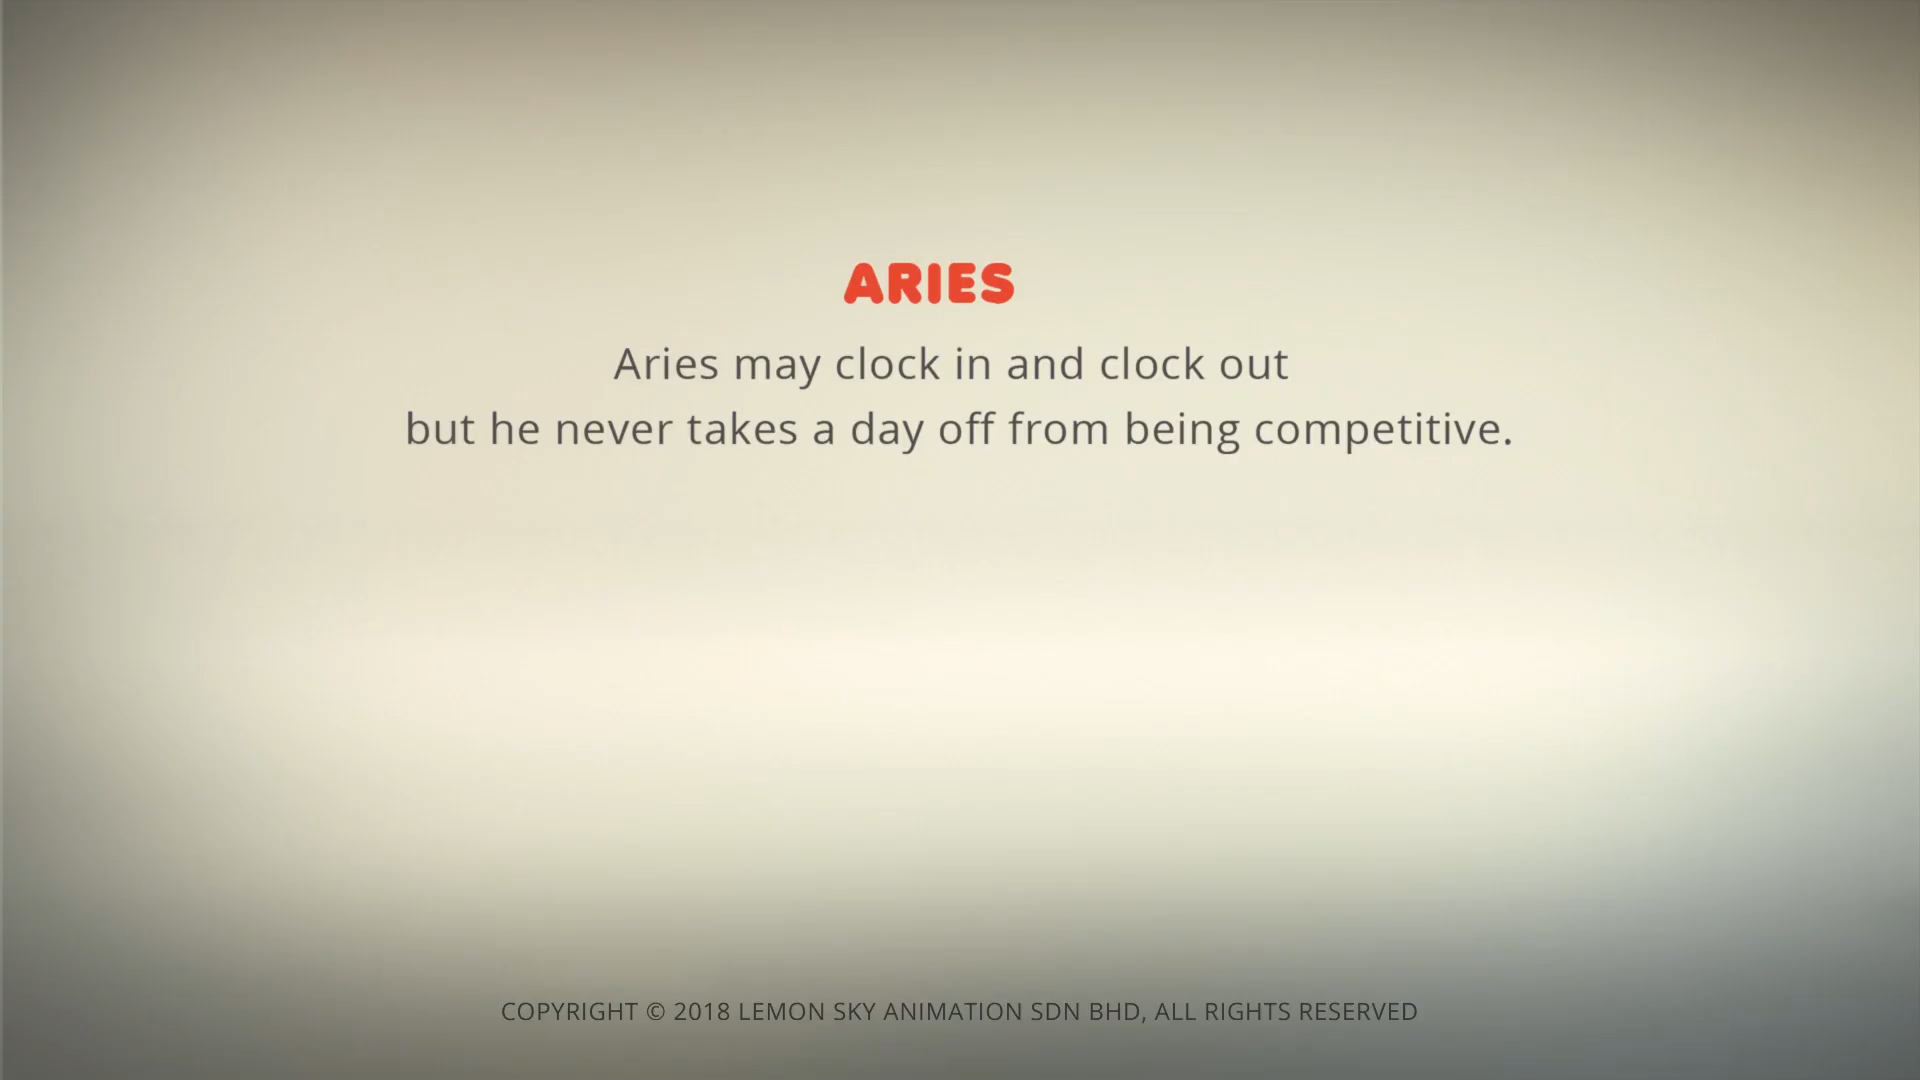 ARIES
Aries may clock in and clock out
but he never takes a day off from being competitive.
COPYRIGHT © 2018 LEMON SKY ANIMATION SDN BHD, ALL RIGHTS RESERVED